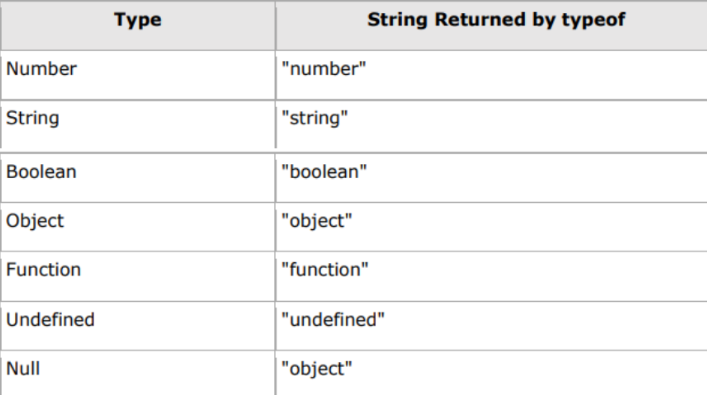 Type String Returned by typeof
Number "number"
String "string"
Boolean "boolean"
Object "object"
Function "function"
Undefined "undefined"
Null "object"